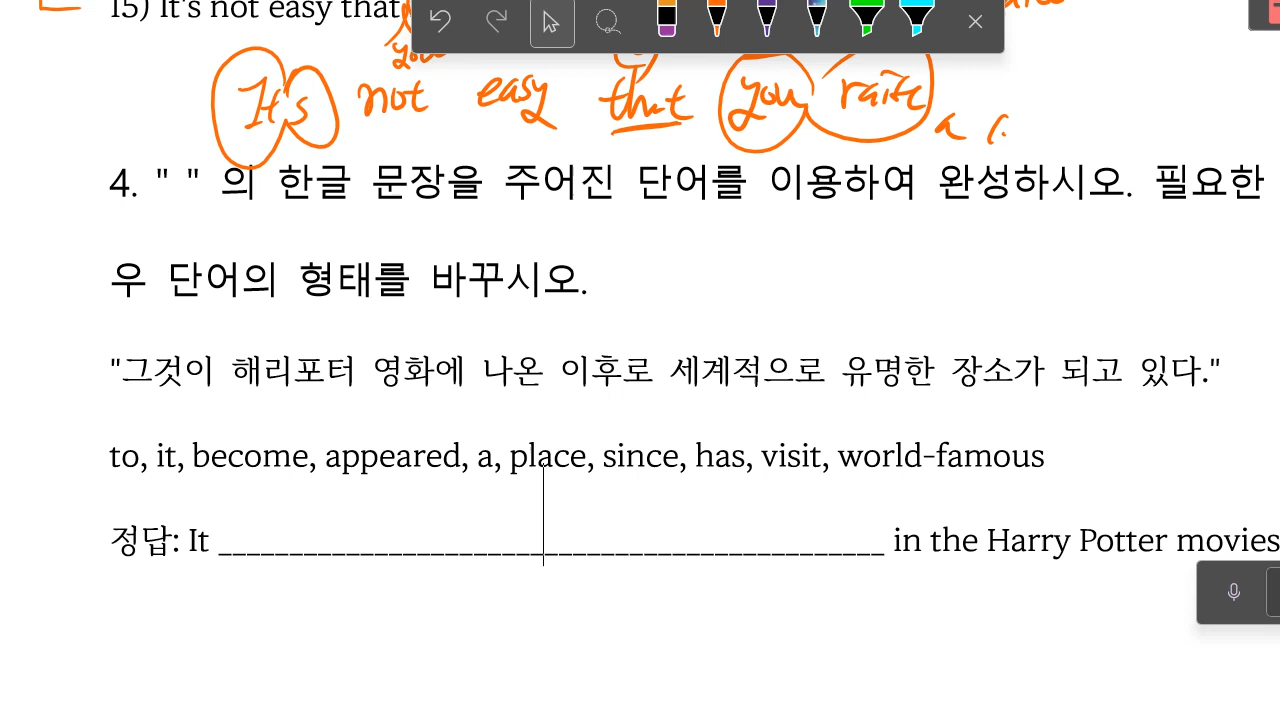 15) It's not easy that
you
It's not easy that you raise a
4. " " 의 한글 문장을 주어진 단어를 이용하여 완성하시오. 필요한
우 단어의 형태를 바꾸시오.
"그것이 해리포터 영화에 나온 이후로 세계적으로 유명한 장소가 되고 있다."
to, it, become, appeared, a, place, since, has, visit, world-famous
정답: It ______________________________________________ in the Harry Potter movies